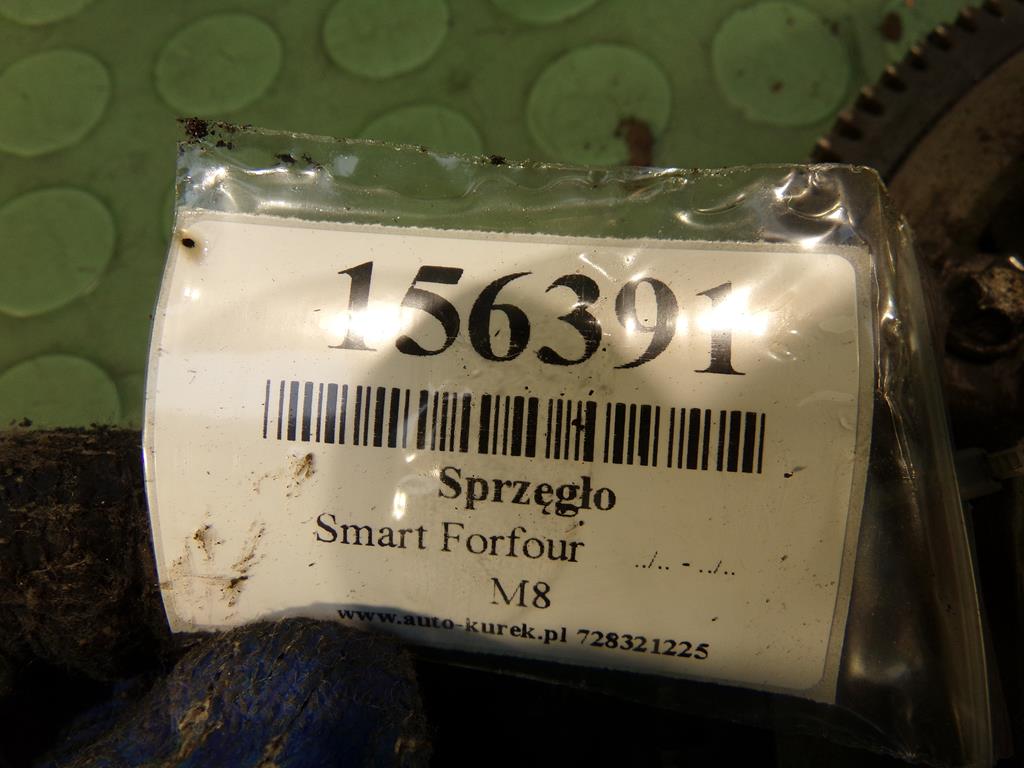 156391
Sprzęgło
Smart Forfour ../.. - ../..
M8
www.auto-kurek.pl 728321225